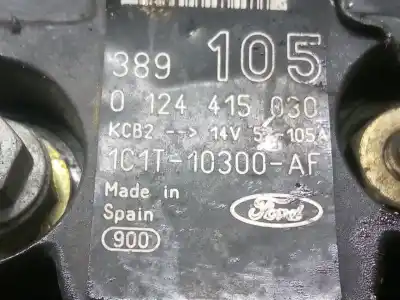 389 105
0 124 415 030
KCB2 --> 14V 5 -105A
1C1T-10300-AF
Made in
Spain
Ford
900